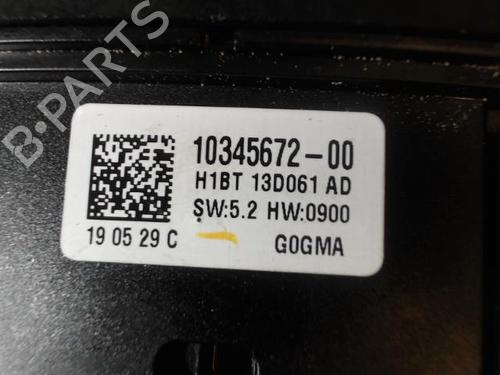 B-PARTS
10345672-00
H1BT 13D061 AD
SW:5.2 HW:0900
19 05 29 C
G0GMA